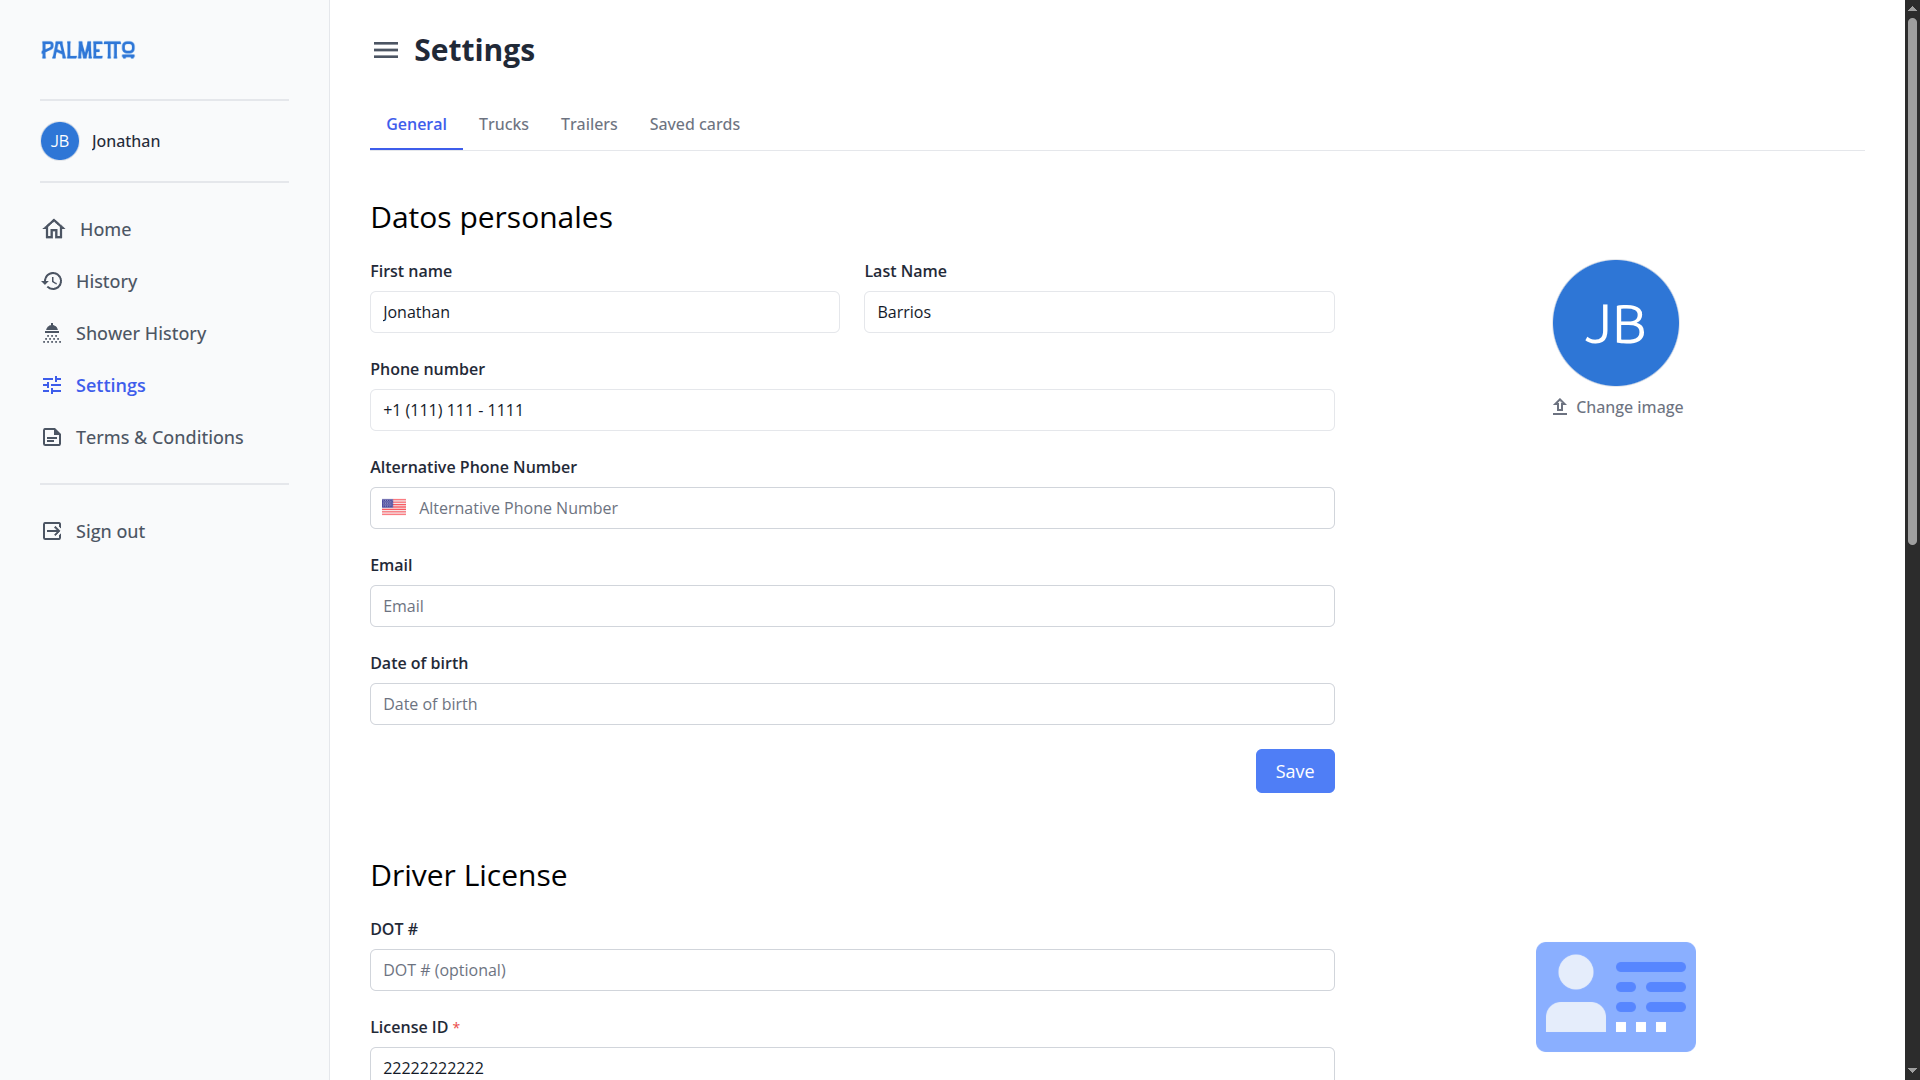 PALMETTO
Settings
JB Jonathan
General Trucks Trailers Saved cards
Home
History
Shower History
Settings
Terms & Conditions
Sign out
Datos personales
First name Last Name
Jonathan Barrios
JB
Change image
Phone number
+1 (111) 111 - 1111
Alternative Phone Number
Alternative Phone Number
Email
Email
Date of birth
Date of birth
Save
Driver License
DOT #
DOT # (optional)
License ID *
22222222222